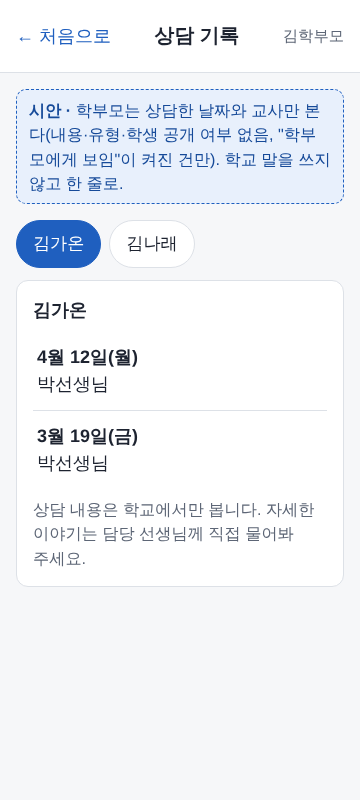 ← 처음으로 상담 기록 김학부모
시안 · 학부모는 상담한 날짜와 교사만 본
다(내용·유형·학생 공개 여부 없음, "학부
모에게 보임"이 켜진 건만). 학교 말을 쓰지
않고 한 줄로.
김가온 김나래
김가온
4월 12일(월)
박선생님
3월 19일(금)
박선생님
상담 내용은 학교에서만 봅니다. 자세한
이야기는 담당 선생님께 직접 물어봐
주세요.